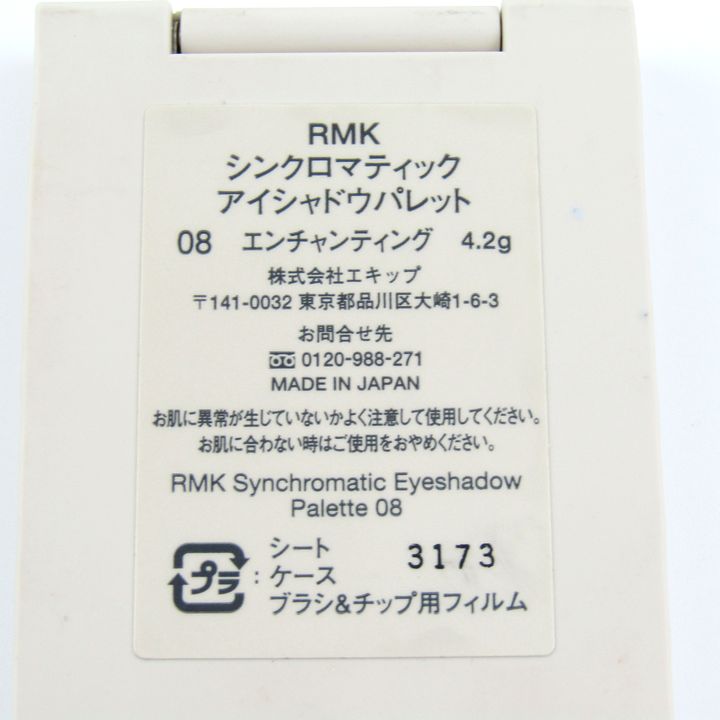 RMK
シンクロマティック
アイシャドウパレット
08 エンチャンティング 4.2g
株式会社エキップ
〒141-0032 東京都品川区大崎1-6-3
お問合せ先
0120-988-271
MADE IN JAPAN
お肌に異常が生じていないかよく注意して使用してください。
お肌に合わない時はご使用をおやめください。
RMK Synchromatic Eyeshadow
Palette 08
プラ : シート 3173
ケース
ブラシ&チップ用フィルム